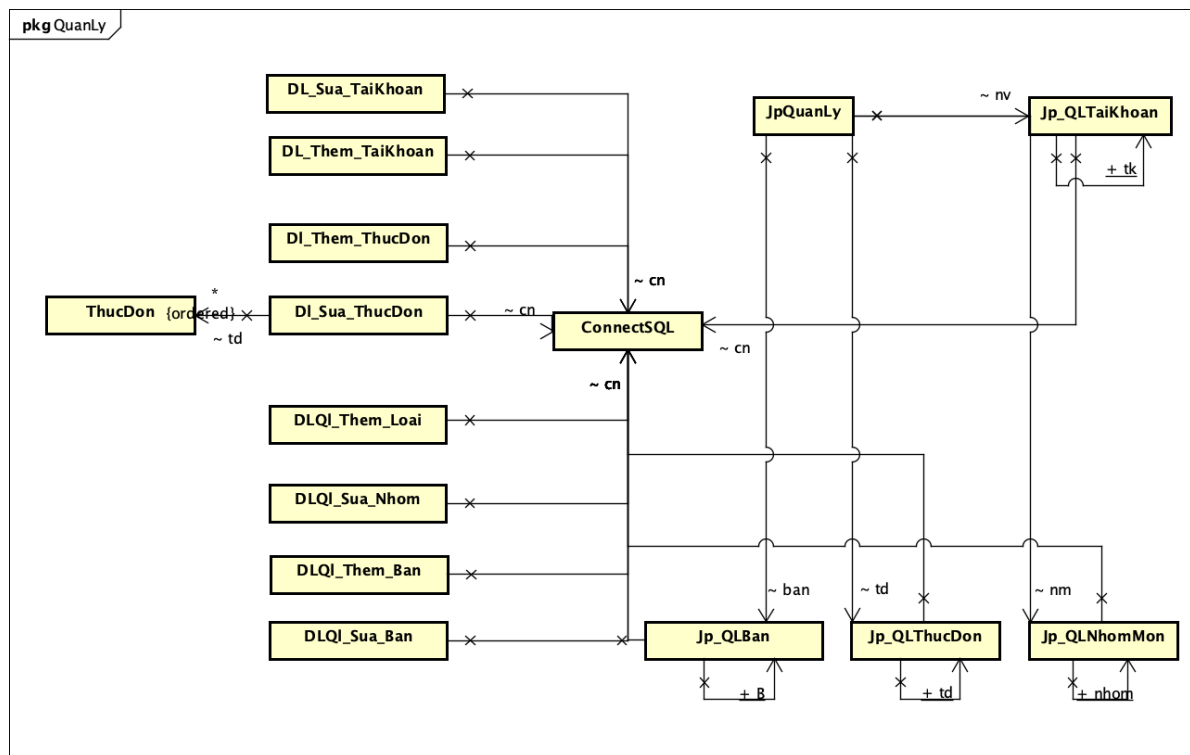 pkg QuanLy
DL_Sua_TaiKhoan
JpQuanLy
~ nv
Jp_QLTaiKhoan
DL_Them_TaiKhoan
+ tk
Dl_Them_ThucDon
~ cn
ThucDon
*
{ordered}
~ td
Dl_Sua_ThucDon
~ cn
ConnectSQL
~ cn
~ cn
DLQl_Them_Loai
DLQl_Sua_Nhom
DLQl_Them_Ban
~ ban
~ td
~ nm
DLQl_Sua_Ban
Jp_QLBan
Jp_QLThucDon
Jp_QLNhomMon
+ B
+ td
+ nhom